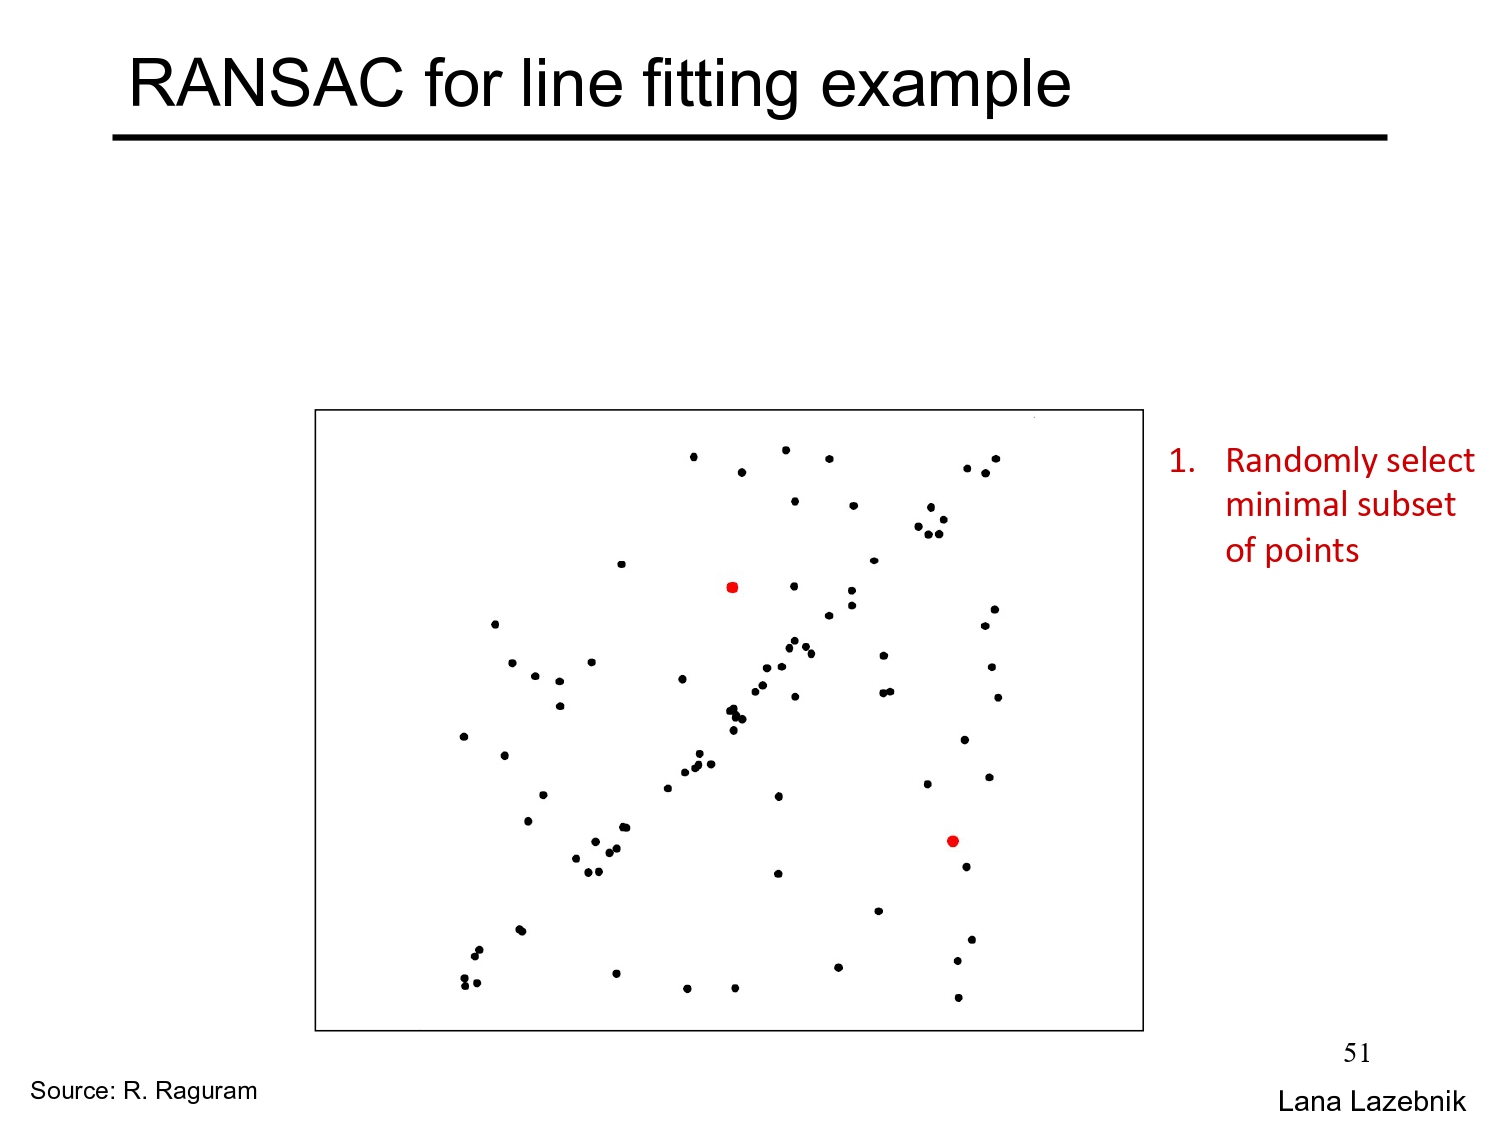 RANSAC for line fitting example
1. Randomly select
minimal subset
of points
51
Source: R. Raguram
Lana Lazebnik